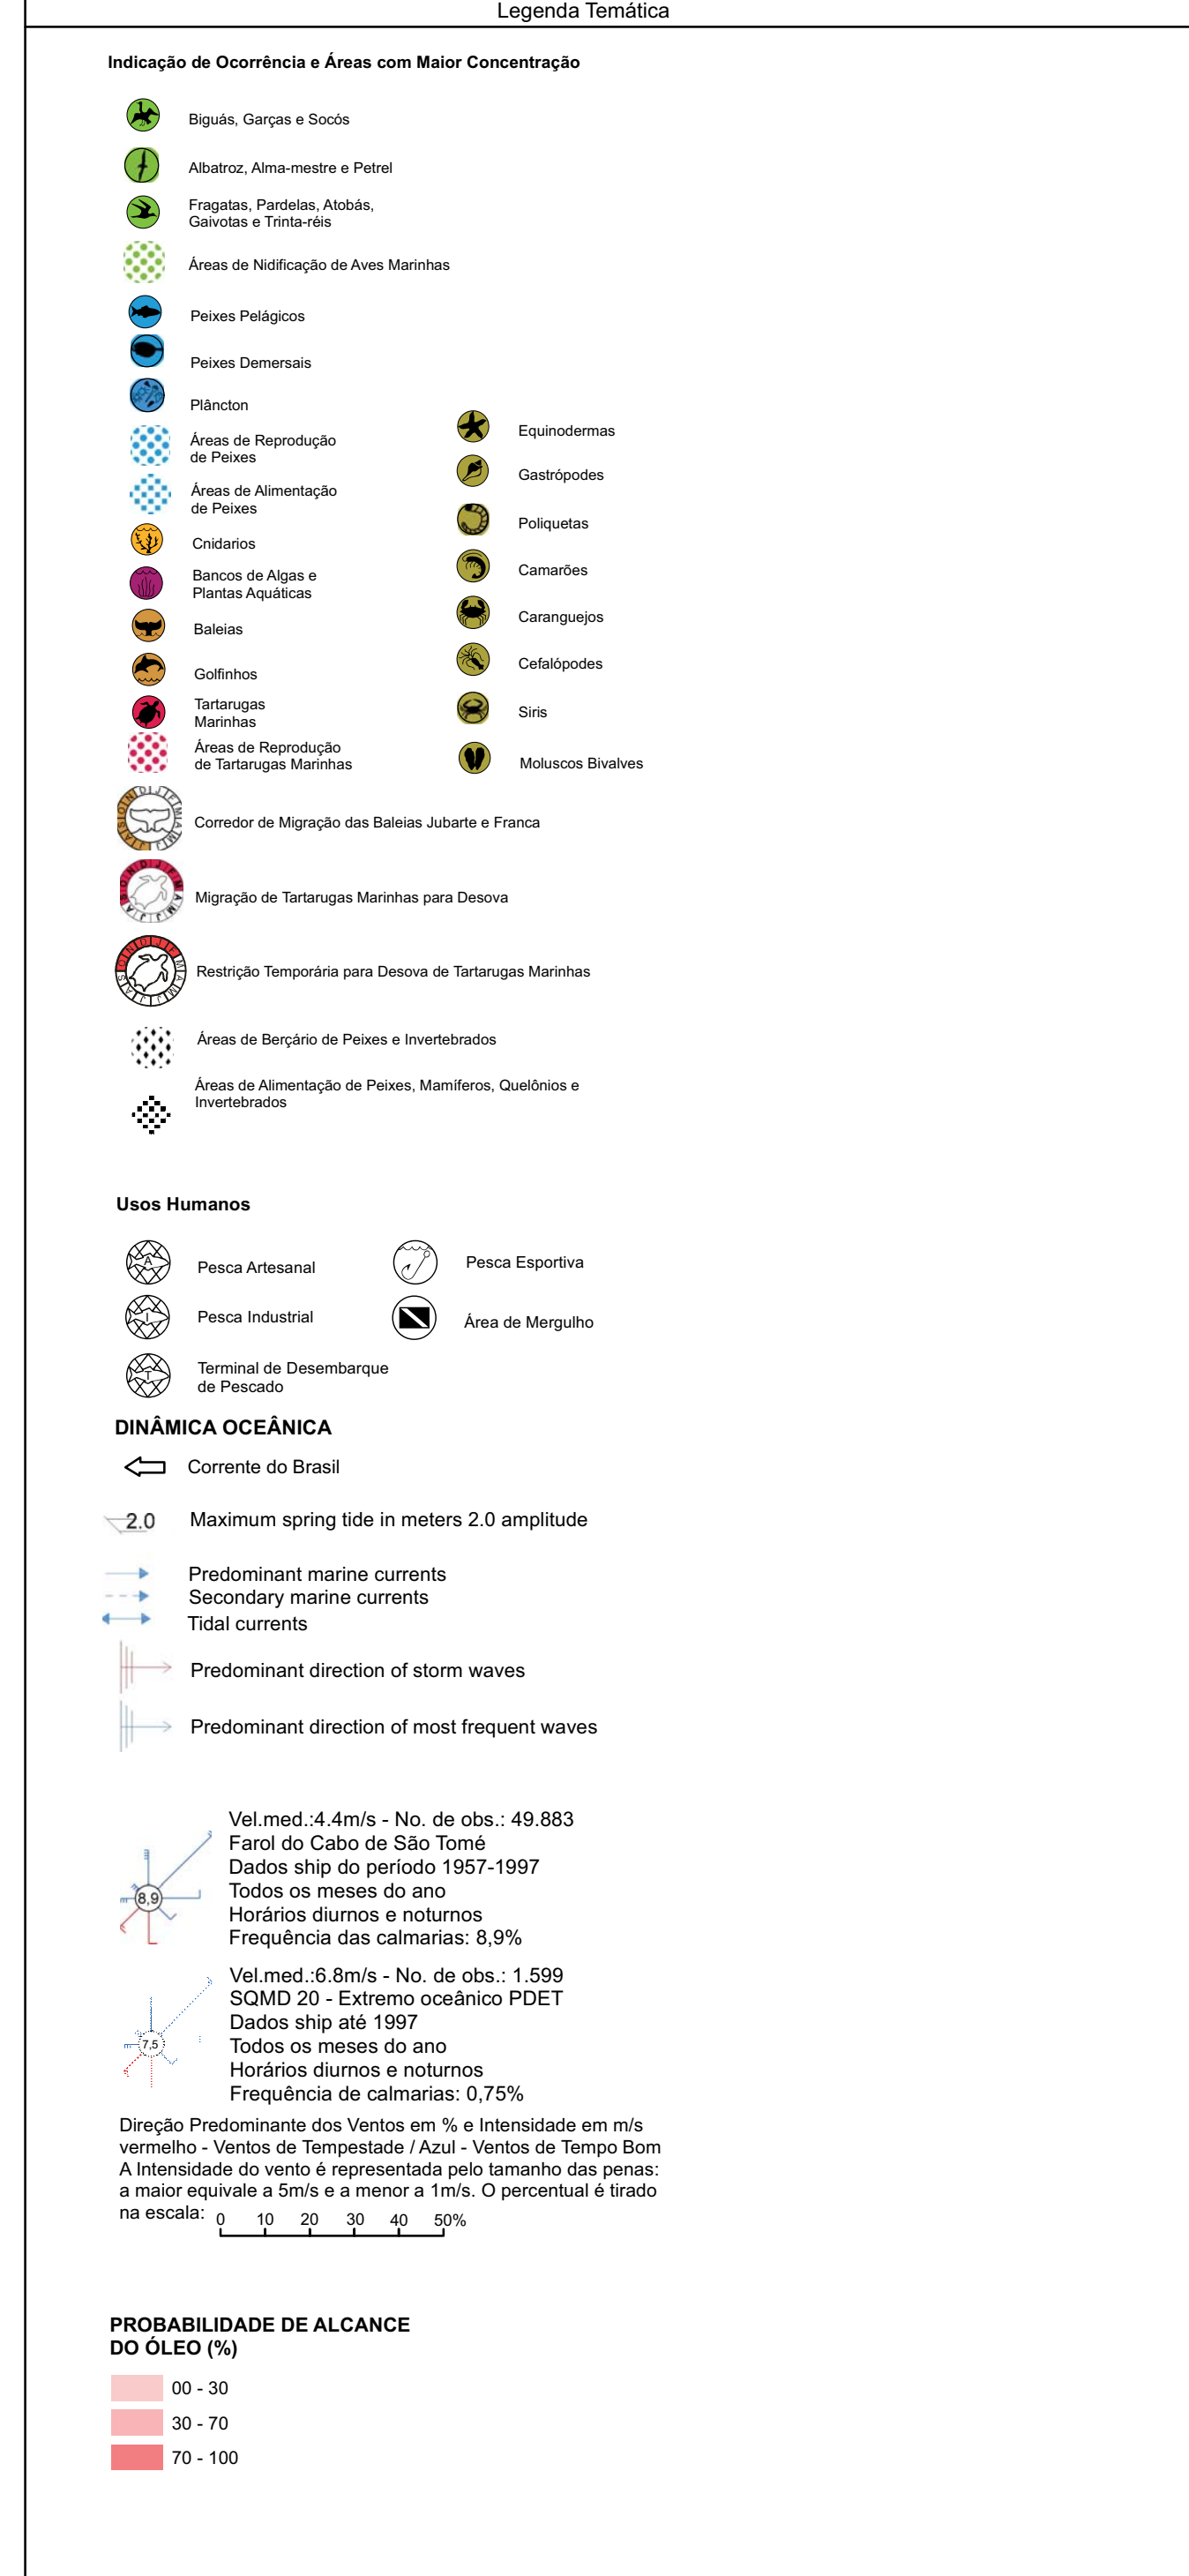 Legenda Temática
Indicação de Ocorrência e Áreas com Maior Concentração
Biguás, Garças e Socós
Albatroz, Alma-mestre e Petrel
Fragatas, Pardelas, Atobás,
Gaivotas e Trinta-réis
Áreas de Nidificação de Aves Marinhas
Peixes Pelágicos
Peixes Demersais
Plâncton
Áreas de Reprodução
de Peixes
Áreas de Alimentação
de Peixes
Cnidarios
Bancos de Algas e
Plantas Aquáticas
Baleias
Golfinhos
Tartarugas
Marinhas
Áreas de Reprodução
de Tartarugas Marinhas
Equinodermas
Gastrópodes
Poliquetas
Camarões
Caranguejos
Cefalópodes
Siris
Moluscos Bivalves
Corredor de Migração das Baleias Jubarte e Franca
Migração de Tartarugas Marinhas para Desova
Restrição Temporária para Desova de Tartarugas Marinhas
Áreas de Berçário de Peixes e Invertebrados
Áreas de Alimentação de Peixes, Mamíferos, Quelônios e
Invertebrados
Usos Humanos
A
Pesca Artesanal
Pesca Esportiva
I
Pesca Industrial
Área de Mergulho
T
Terminal de Desembarque
de Pescado
DINÂMICA OCEÂNICA
Corrente do Brasil
2.0
Maximum spring tide in meters 2.0 amplitude
Predominant marine currents
Secondary marine currents
Tidal currents
Predominant direction of storm waves
Predominant direction of most frequent waves
8,9
Vel.med.:4.4m/s - No. de obs.: 49.883
Farol do Cabo de São Tomé
Dados ship do período 1957-1997
Todos os meses do ano
Horários diurnos e noturnos
Frequência das calmarias: 8,9%
7,5
Vel.med.:6.8m/s - No. de obs.: 1.599
SQMD 20 - Extremo oceânico PDET
Dados ship até 1997
Todos os meses do ano
Horários diurnos e noturnos
Frequência de calmarias: 0,75%
Direção Predominante dos Ventos em % e Intensidade em m/s
vermelho - Ventos de Tempestade / Azul - Ventos de Tempo Bom
A Intensidade do vento é representada pelo tamanho das penas:
a maior equivale a 5m/s e a menor a 1m/s. O percentual é tirado
na escala: 0 10 20 30 40 50%
PROBABILIDADE DE ALCANCE
DO ÓLEO (%)
00 - 30
30 - 70
70 - 100